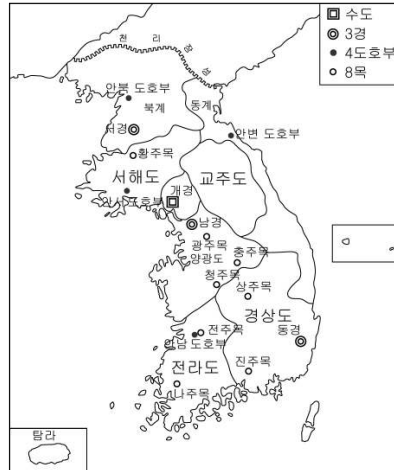 수도
3경
4도호부
8목
천리장성
안북 도호부
북계
동계
서경
안변 도호부
황주목
서해도
교주도
개경
안서도호부
남경
광주목
양광도
충주목
청주목
상주목
경상도
전주목
동경
안남도호부
전라도
진주목
나주목
탐라